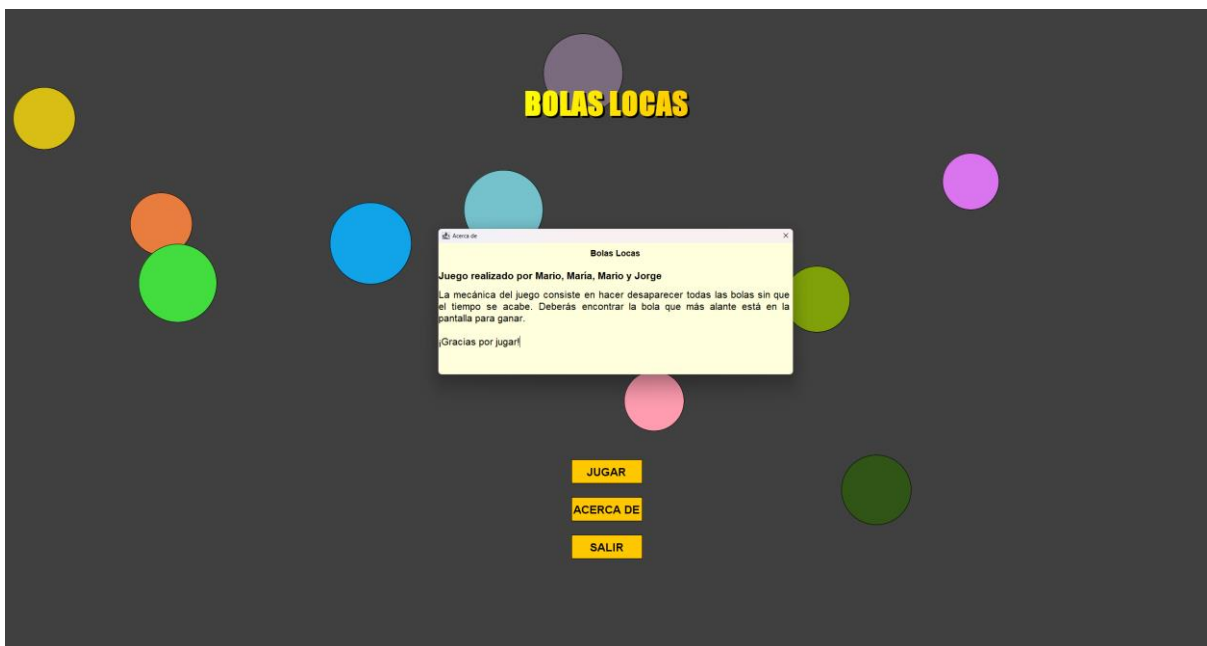 BOLAS LOCAS
Acerca de
Bolas Locas
Juego realizado por Mario, Maria, Mario y Jorge
La mecánica del juego consiste en hacer desaparecer todas las bolas sin que
el tiempo se acabe. Deberás encontrar la bola que más alante está en la
pantalla para ganar.
¡Gracias por jugar!
JUGAR
ACERCA DE
SALIR